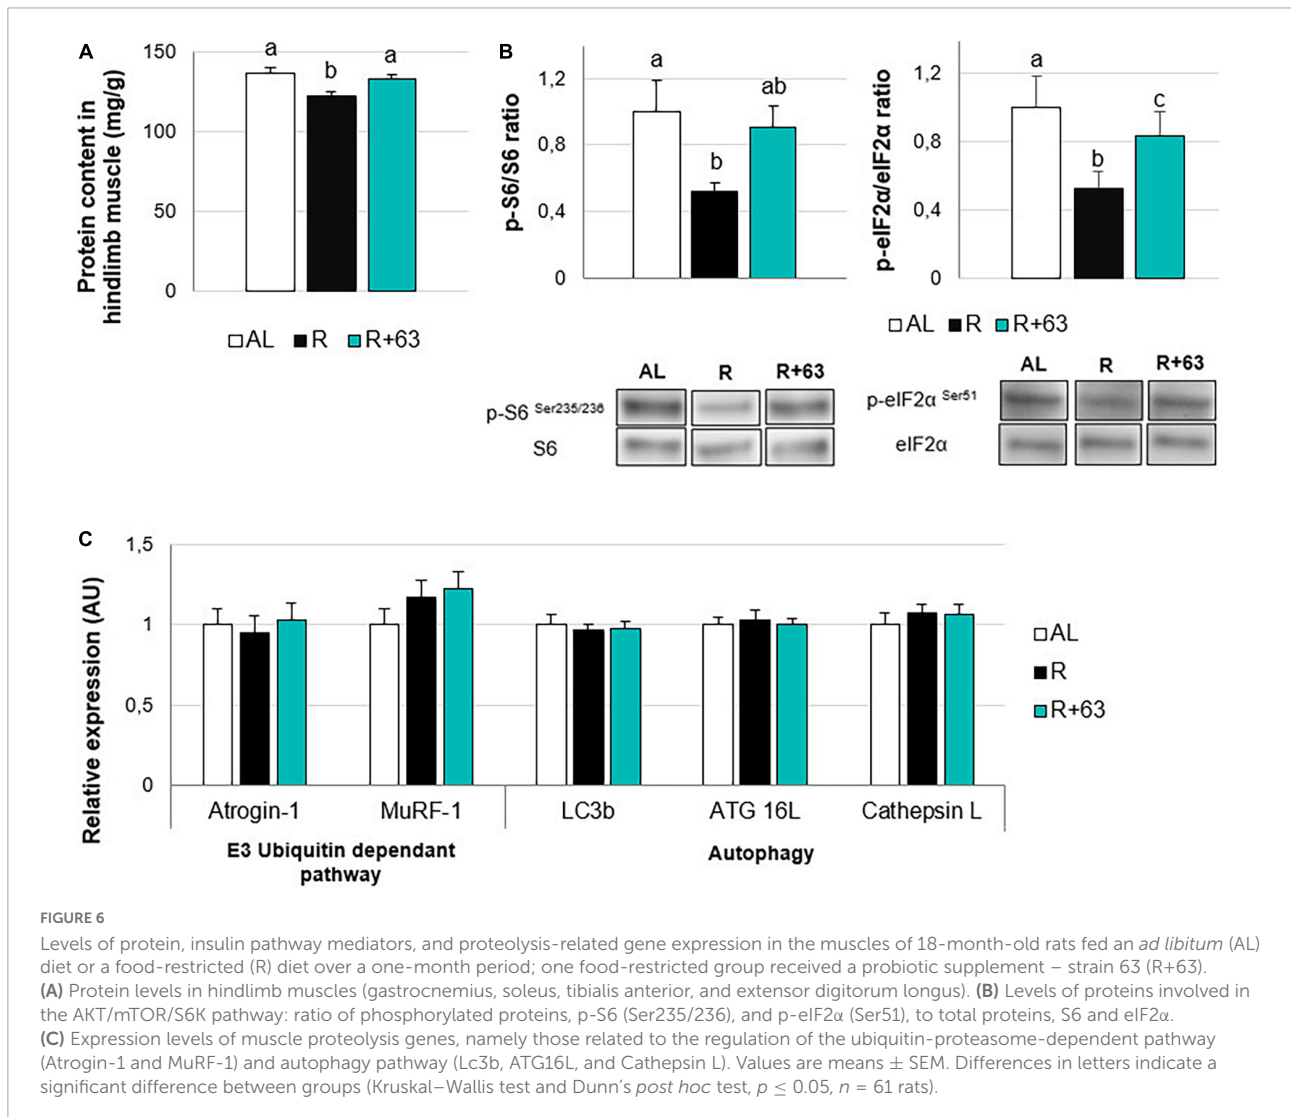 A
Protein content in
hindlimb muscle (mg/g)
150
100
50
0
a
b
a
AL R R+63
B
p-S6/S6 ratio
1,2
0,8
0,4
0
a
b
ab
p-eIF2α/eIF2α ratio
1,2
0,8
0,4
0
a
b
c
AL R R+63
AL R R+63
p-S6 Ser235/236
S6
AL R R+63
p-eIF2α Ser51
eIF2α
C
Relative expression (AU)
1,5
1
0,5
0
Atrogin-1 MuRF-1 LC3b ATG 16L Cathepsin L
E3 Ubiquitin dependant
pathway
Autophagy
AL
R
R+63
FIGURE 6
Levels of protein, insulin pathway mediators, and proteolysis-related gene expression in the muscles of 18-month-old rats fed an ad libitum (AL)
diet or a food-restricted (R) diet over a one-month period; one food-restricted group received a probiotic supplement – strain 63 (R+63).
(A) Protein levels in hindlimb muscles (gastrocnemius, soleus, tibialis anterior, and extensor digitorum longus). (B) Levels of proteins involved in
the AKT/mTOR/S6K pathway: ratio of phosphorylated proteins, p-S6 (Ser235/236), and p-eIF2α (Ser51), to total proteins, S6 and eIF2α.
(C) Expression levels of muscle proteolysis genes, namely those related to the regulation of the ubiquitin-proteasome-dependent pathway
(Atrogin-1 and MuRF-1) and autophagy pathway (Lc3b, ATG16L, and Cathepsin L). Values are means ± SEM. Differences in letters indicate a
significant difference between groups (Kruskal–Wallis test and Dunn's post hoc test, p ≤ 0.05, n = 61 rats).